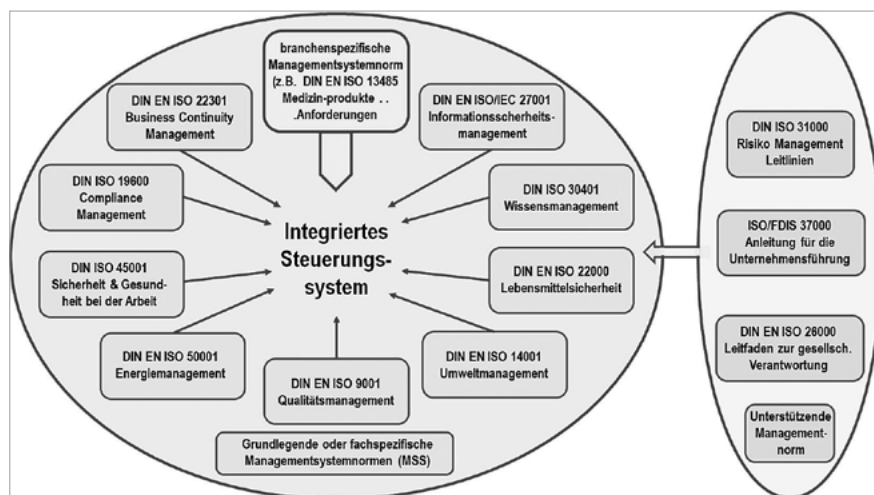 branchenspezifische
Managementsystemnorm
(z.B. DIN EN ISO 13485
Medizin-produkte . .
.Anforderungen
DIN EN ISO 22301
Business Continuity
Management
DIN EN ISO/IEC 27001
Informationssicherheits-
management
DIN ISO 19600
Compliance
Management
DIN ISO 30401
Wissensmanagement
Integriertes
Steuerungs-
system
DIN ISO 45001
Sicherheit & Gesund-
heit bei der Arbeit
DIN EN ISO 22000
Lebensmittelsicherheit
DIN EN ISO 50001
Energiemanagement
DIN EN ISO 9001
Qualitätsmanagement
DIN EN ISO 14001
Umweltmanagement
Grundlegende oder fachspezifische
Managementsystemnormen (MSS)
DIN ISO 31000
Risiko Management
Leitlinien
ISO/FDIS 37000
Anleitung für die
Unternehmensführung
DIN EN ISO 26000
Leitfaden zur gesellsch.
Verantwortung
Unterstützende
Management-
norm